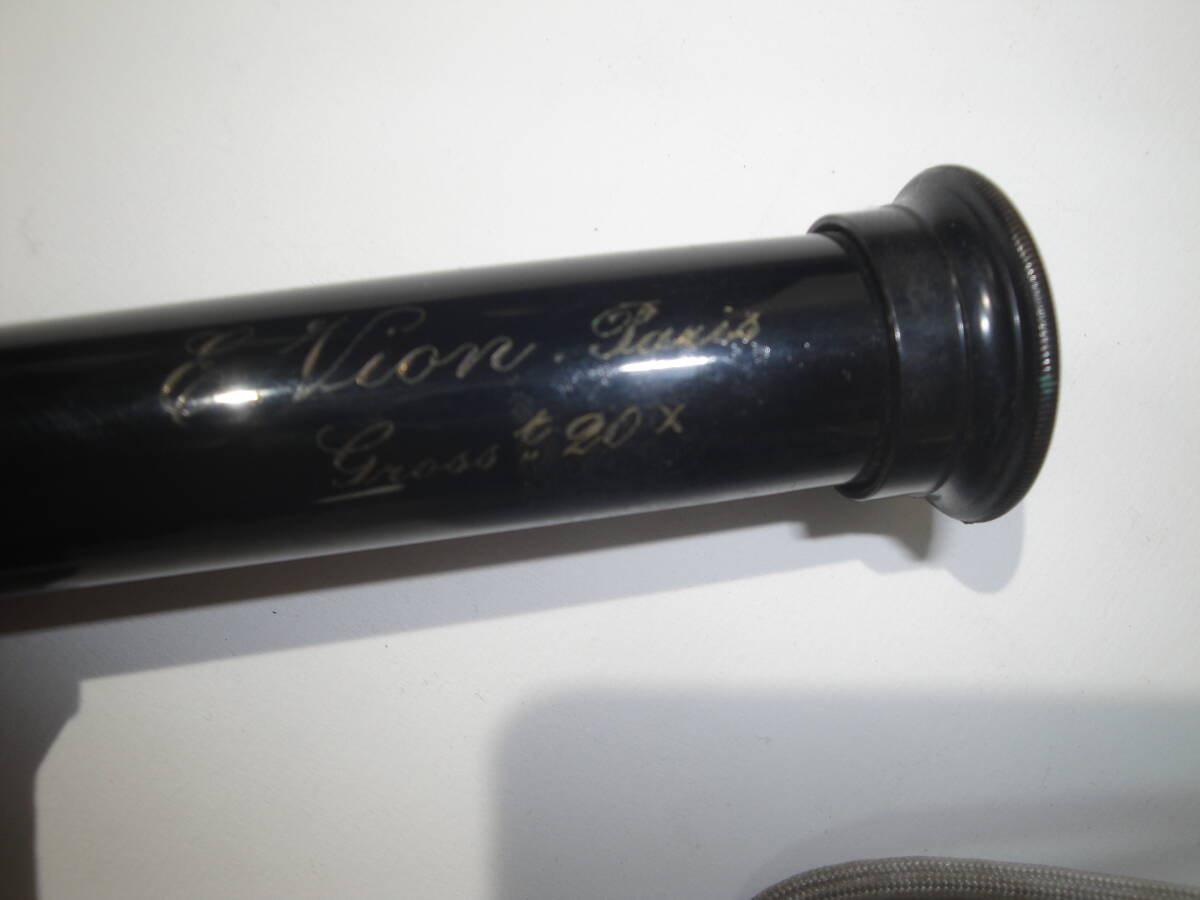 E. Vion. Paris
Gross t 20 x